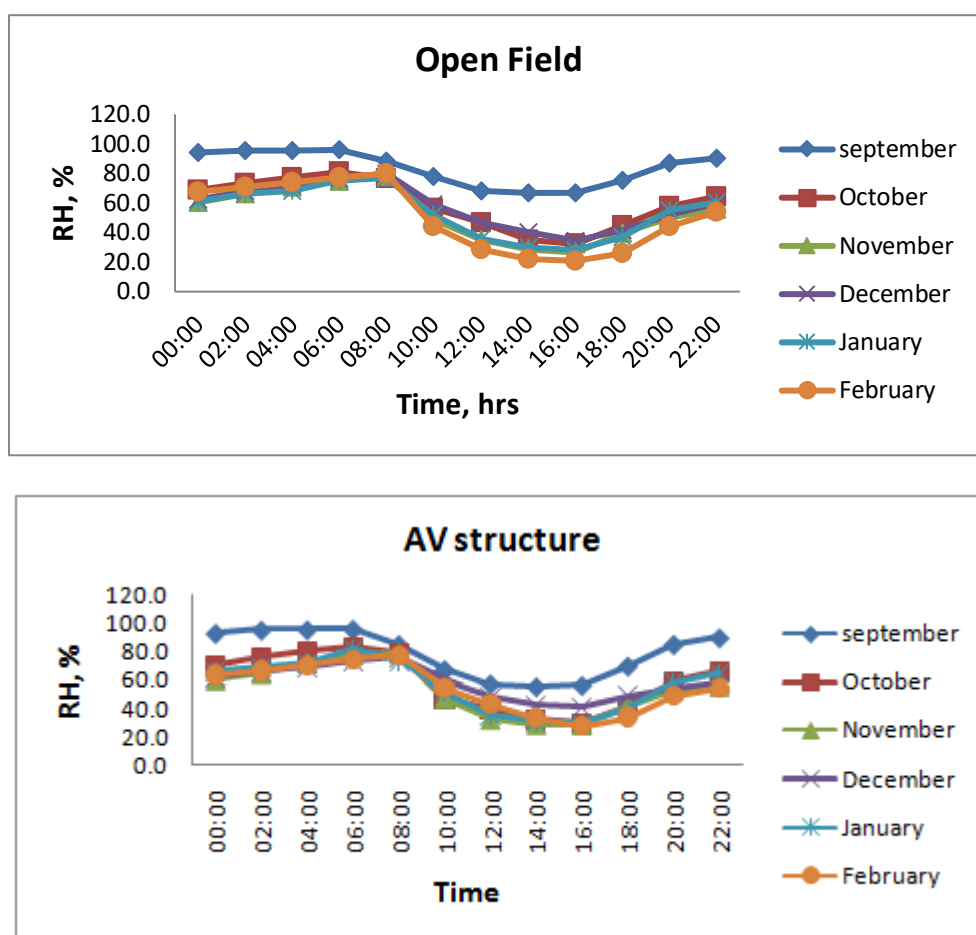 Open Field
120.0
100.0
80.0
60.0
40.0
20.0
0.0
RH, %
00:00
02:00
04:00
06:00
08:00
10:00
12:00
14:00
16:00
18:00
20:00
22:00
Time, hrs
september
October
November
December
January
February
AV structure
120.0
100.0
80.0
60.0
40.0
20.0
0.0
RH, %
00:00
02:00
04:00
06:00
08:00
10:00
12:00
14:00
16:00
18:00
20:00
22:00
Time
september
October
November
December
January
February